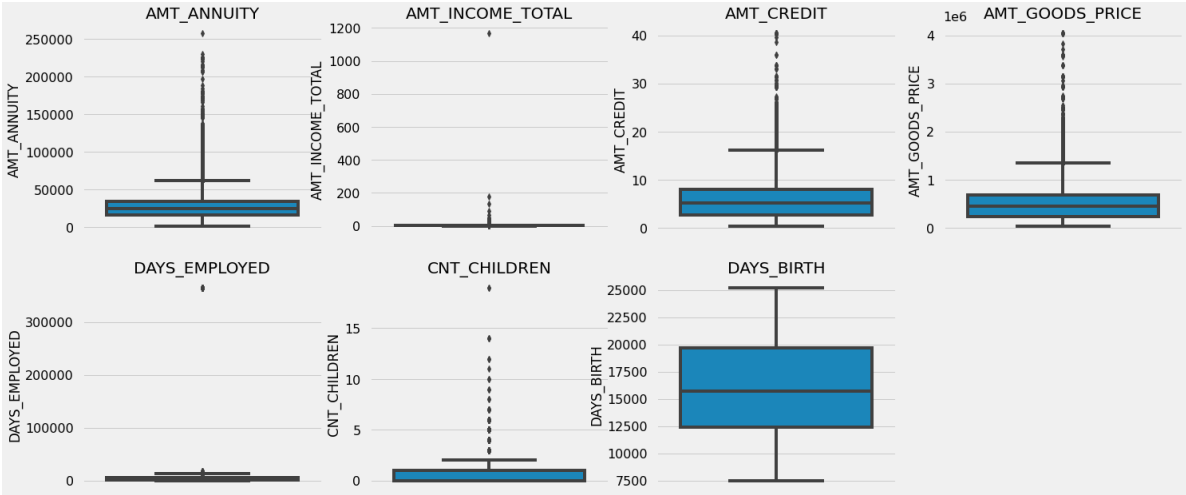 AMT_ANNUITY
AMT_ANNUITY
250000
200000
150000
100000
50000
0
AMT_INCOME_TOTAL
AMT_INCOME_TOTAL
1200
1000
800
600
400
200
0
AMT_CREDIT
AMT_CREDIT
40
30
20
10
0
AMT_GOODS_PRICE
1e6
AMT_GOODS_PRICE
4
3
2
1
0
DAYS_EMPLOYED
DAYS_EMPLOYED
300000
200000
100000
0
CNT_CHILDREN
CNT_CHILDREN
15
10
5
0
DAYS_BIRTH
DAYS_BIRTH
25000
22500
20000
17500
15000
12500
10000
7500